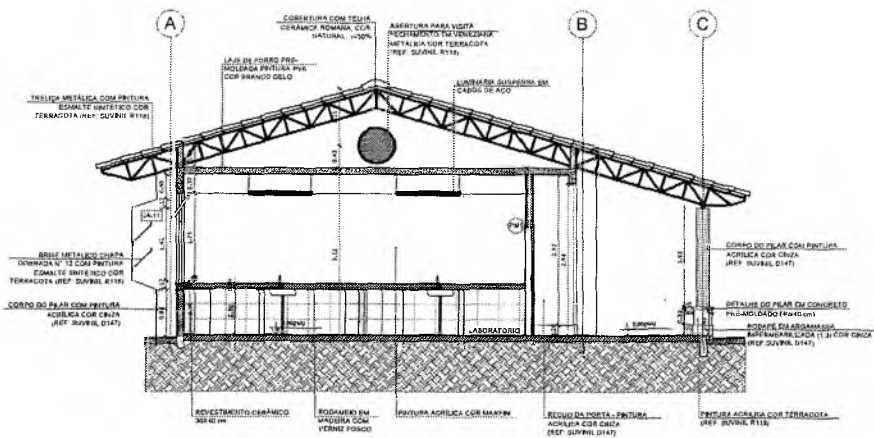 A
B
C
COBERTURA COM TELHA
CERÂMICA ROMANA, COR
NATURAL, i=30%
ABERTURA PARA VISITA
FECHAMENTO EM VENEZIANA
METÁLICA COR TERRACOTA
(REF: SUVINIL R118)
LAJE DE FORRO PRÉ-
MOLDADA PINTURA PVA
COR BRANCO GELO
LUMINÁRIA SUSPENSA EM
CABOS DE AÇO
TRELIÇA METÁLICA COM PINTURA
ESMALTE SINTÉTICO COR
TERRACOTA (REF: SUVINIL R118)
BRISE METÁLICO CHAPA
DOBRADA N° 12 COM PINTURA
ESMALTE SINTÉTICO COR
TERRACOTA (REF: SUVINIL R118)
CORPO DO PILAR COM PINTURA
ACRÍLICA COR CINZA
(REF: SUVINIL D147)
LABORATÓRIO
CORPO DO PILAR COM PINTURA
ACRÍLICA COR CINZA
(REF: SUVINIL D147)
DETALHE DO PILAR EM CONCRETO
PRÉ-MOLDADO
RODAPÉ EM ARGAMASSA
IMPERMEABILIZADA (1:3) COR CINZA
(REF: SUVINIL D147)
REVESTIMENTO CERÂMICO
30X40 cm
RODAMEIO EM
MADEIRA COM
VERNIZ FOSCO
PINTURA ACRÍLICA COR MARFIM
RECUO DA PORTA - PINTURA
ACRÍLICA COR CINZA
(REF: SUVINIL D147)
PINTURA ACRÍLICA COR TERRACOTA
(REF: SUVINIL R118)